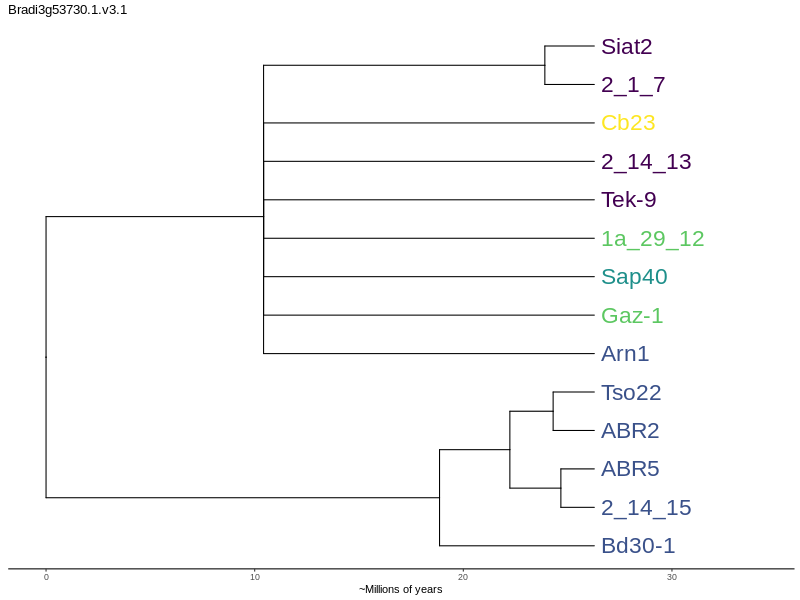 Bradi3g53730.1.v3.1
Siat2
2_1_7
Cb23
2_14_13
Tek-9
1a_29_12
Sap40
Gaz-1
Arn1
Tso22
ABR2
ABR5
2_14_15
Bd30-1
0 10 20 30
~Millions of years